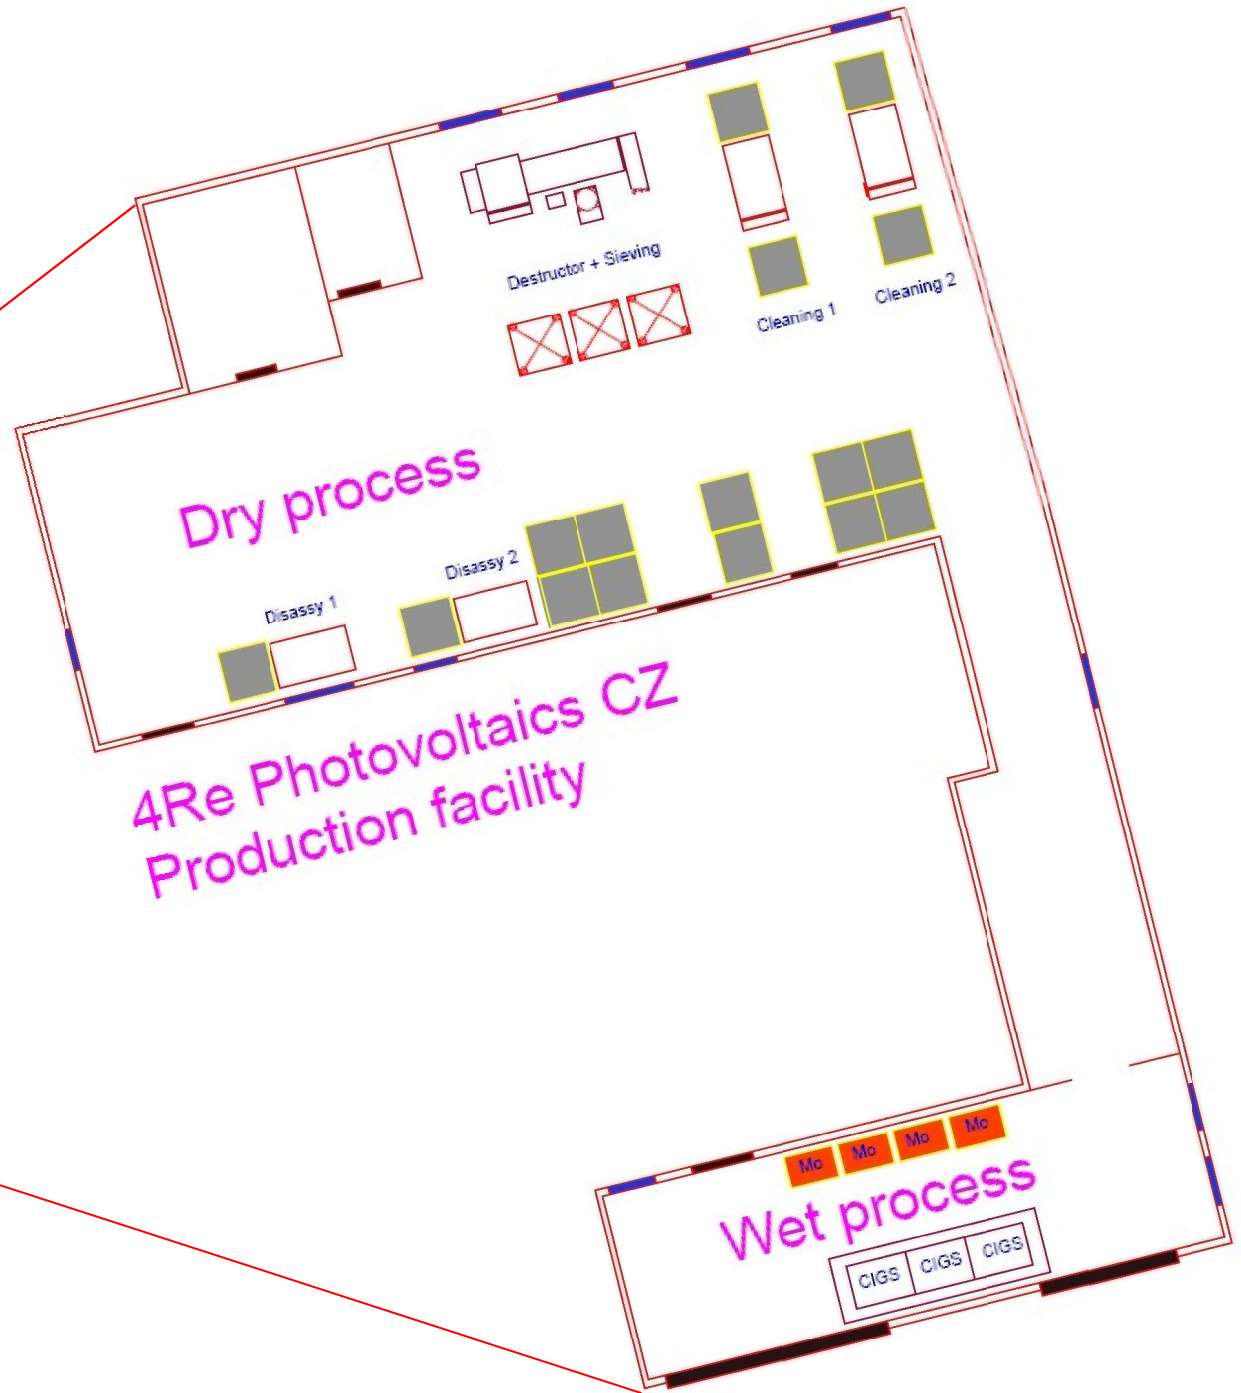 Destructor + Sieving
Cleaning 1
Cleaning 2
Dry process
Disassy 1
Disassy 2
4Re Photovoltaics CZ
Production facility
Mo Mo Mo Mo
Wet process
CIGS CIGS CIGS